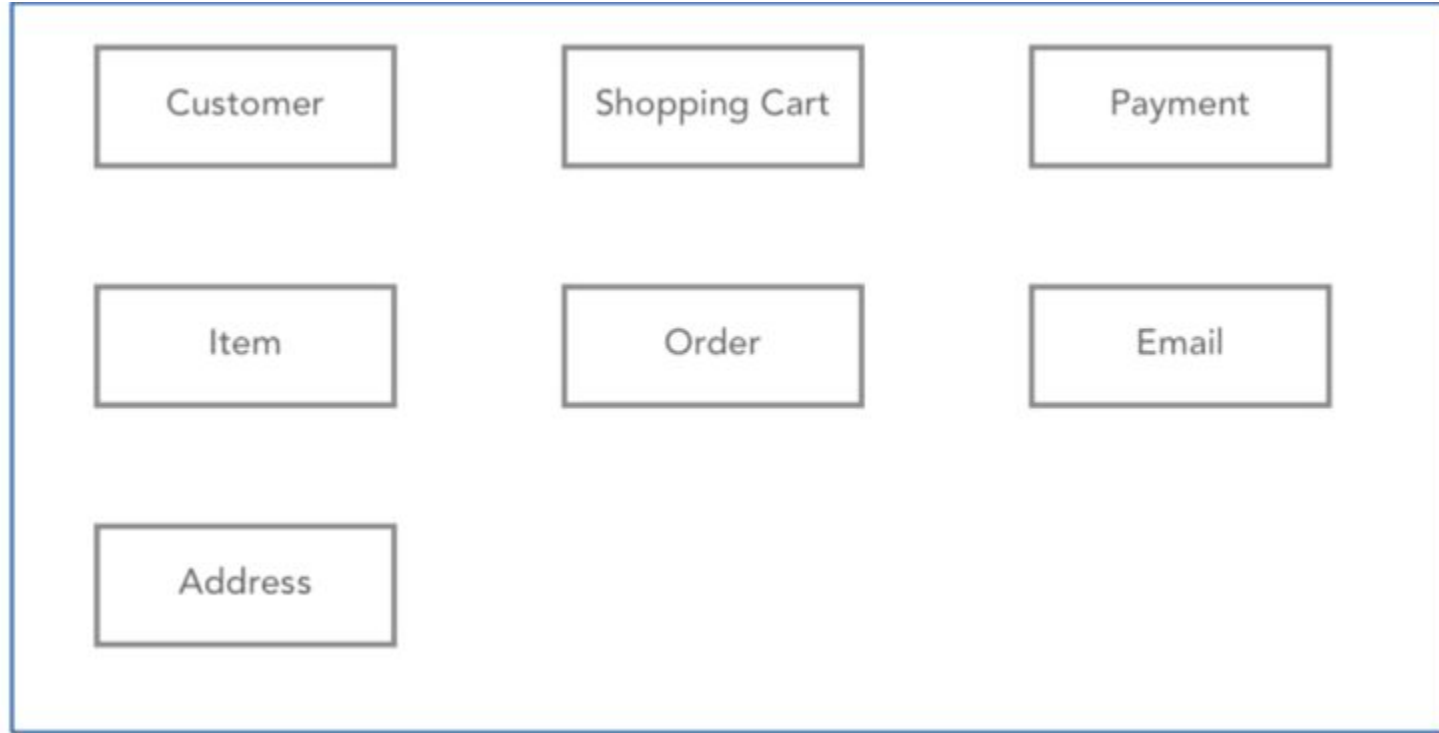 Customer
Shopping Cart
Payment
Item
Order
Email
Address